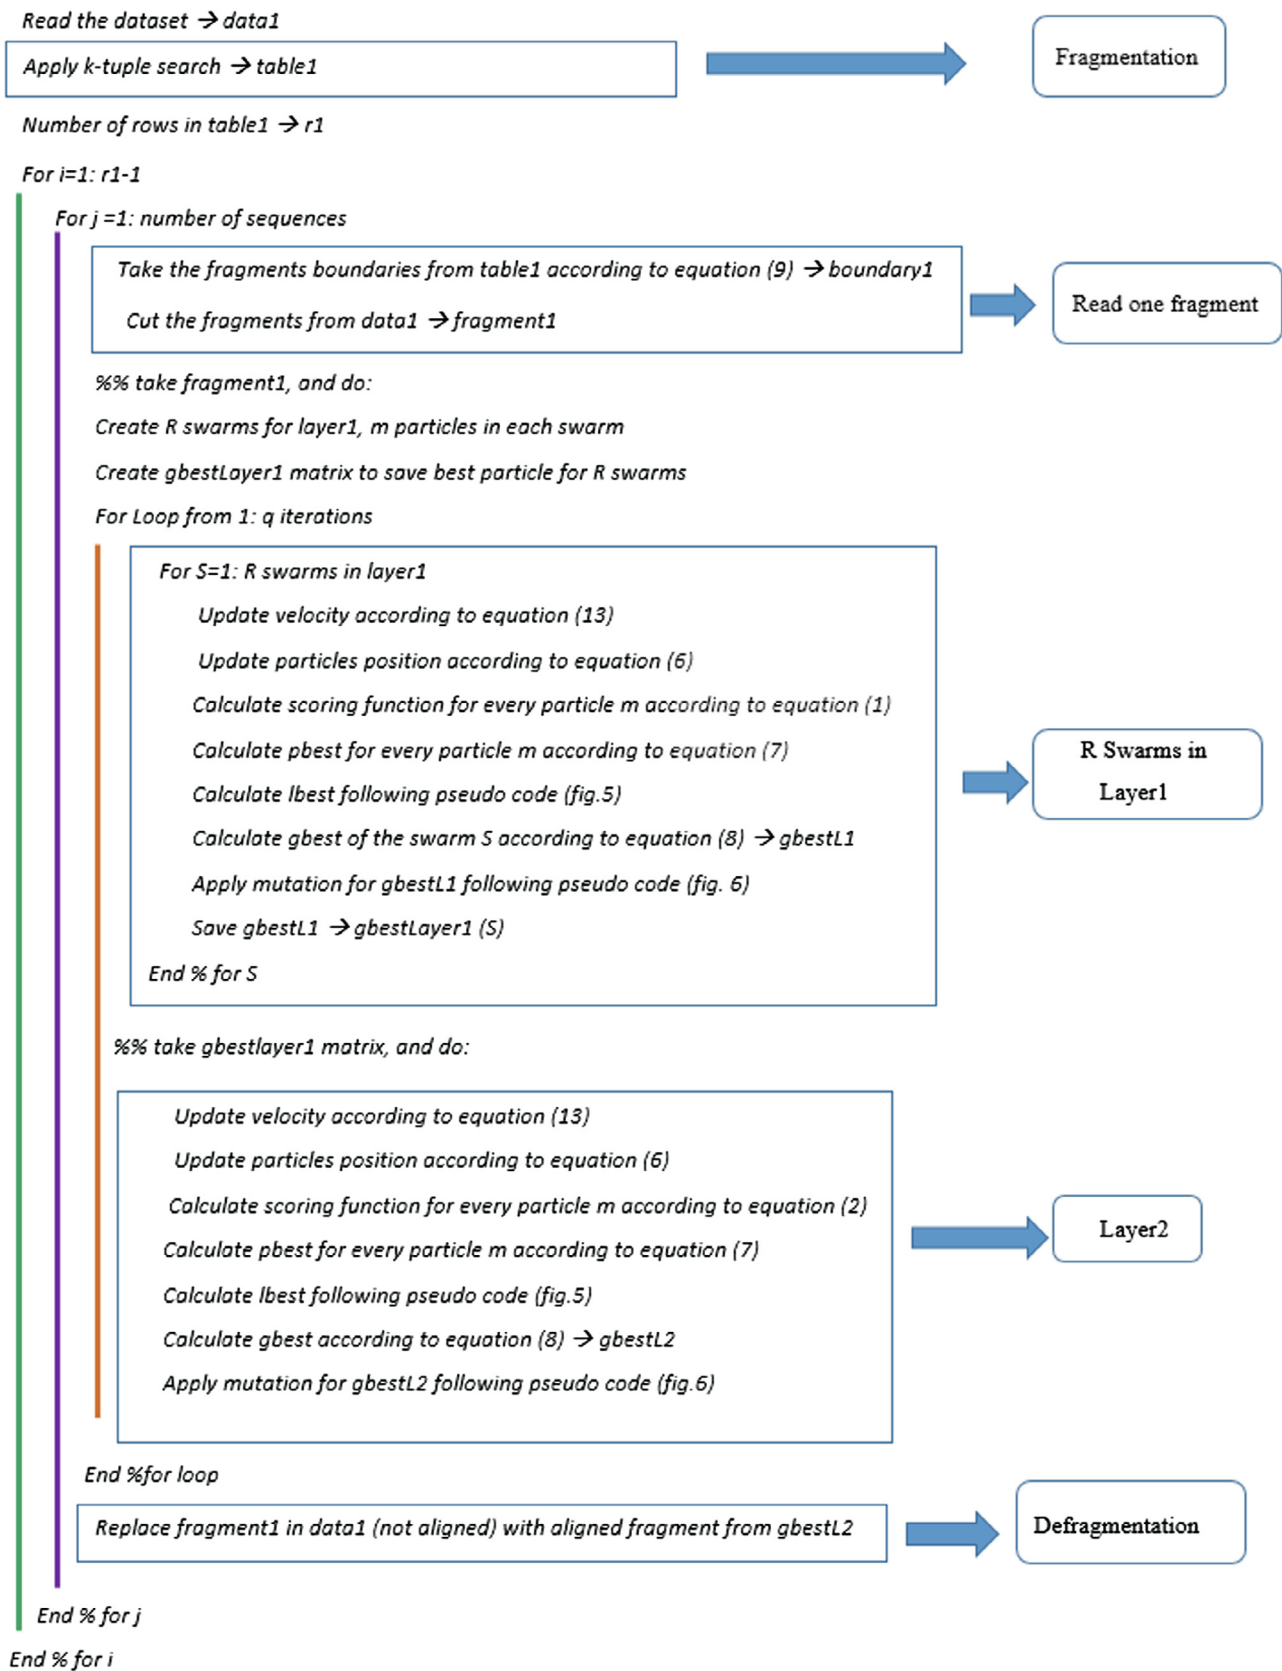 Read the dataset → data1
Apply k-tuple search → table1
Fragmentation
Number of rows in table1 → r1
For i=1: r1-1
For j =1: number of sequences
Take the fragments boundaries from table1 according to equation (9) → boundary1
Cut the fragments from data1 → fragment1
Read one fragment
%% take fragment1, and do:
Create R swarms for layer1, m particles in each swarm
Create gbestLayer1 matrix to save best particle for R swarms
For Loop from 1: q iterations
For S=1: R swarms in layer1
Update velocity according to equation (13)
Update particles position according to equation (6)
Calculate scoring function for every particle m according to equation (1)
Calculate pbest for every particle m according to equation (7)
Calculate lbest following pseudo code (fig.5)
Calculate gbest of the swarm S according to equation (8) → gbestL1
Apply mutation for gbestL1 following pseudo code (fig. 6)
Save gbestL1 → gbestLayer1 (S)
End % for S
R Swarms in
Layer1
%% take gbestlayer1 matrix, and do:
Update velocity according to equation (13)
Update particles position according to equation (6)
Calculate scoring function for every particle m according to equation (2)
Calculate pbest for every particle m according to equation (7)
Calculate lbest following pseudo code (fig.5)
Calculate gbest according to equation (8) → gbestL2
Apply mutation for gbestL2 following pseudo code (fig.6)
Layer2
End %for loop
Replace fragment1 in data1 (not aligned) with aligned fragment from gbestL2
Defragmentation
End % for j
End % for i